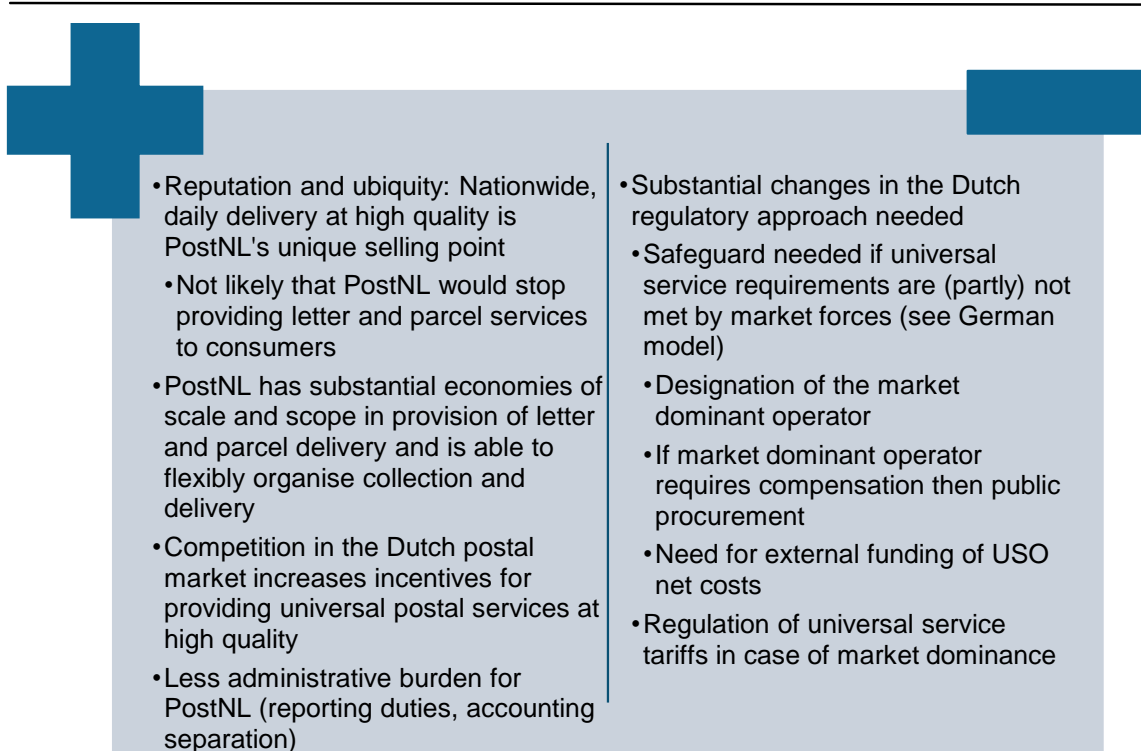 •Reputation and ubiquity: Nationwide,
daily delivery at high quality is
PostNL's unique selling point
•Not likely that PostNL would stop
providing letter and parcel services
to consumers
•PostNL has substantial economies of
scale and scope in provision of letter
and parcel delivery and is able to
flexibly organise collection and
delivery
•Competition in the Dutch postal
market increases incentives for
providing universal postal services at
high quality
•Less administrative burden for
PostNL (reporting duties, accounting
separation)
•Substantial changes in the Dutch
regulatory approach needed
•Safeguard needed if universal
service requirements are (partly) not
met by market forces (see German
model)
•Designation of the market
dominant operator
•If market dominant operator
requires compensation then public
procurement
•Need for external funding of USO
net costs
•Regulation of universal service
tariffs in case of market dominance